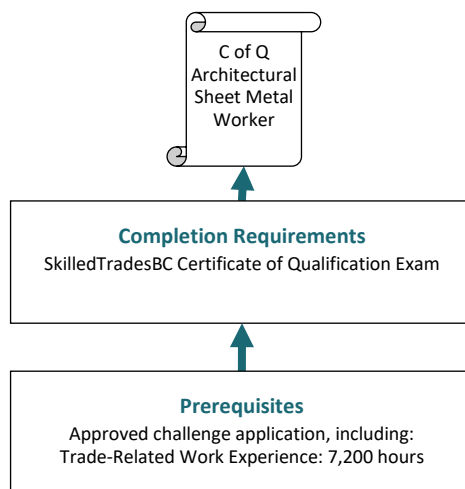 C of Q
Architectural
Sheet Metal
Worker
Completion Requirements
SkilledTradesBC Certificate of Qualification Exam
Prerequisites
Approved challenge application, including:
Trade-Related Work Experience: 7,200 hours